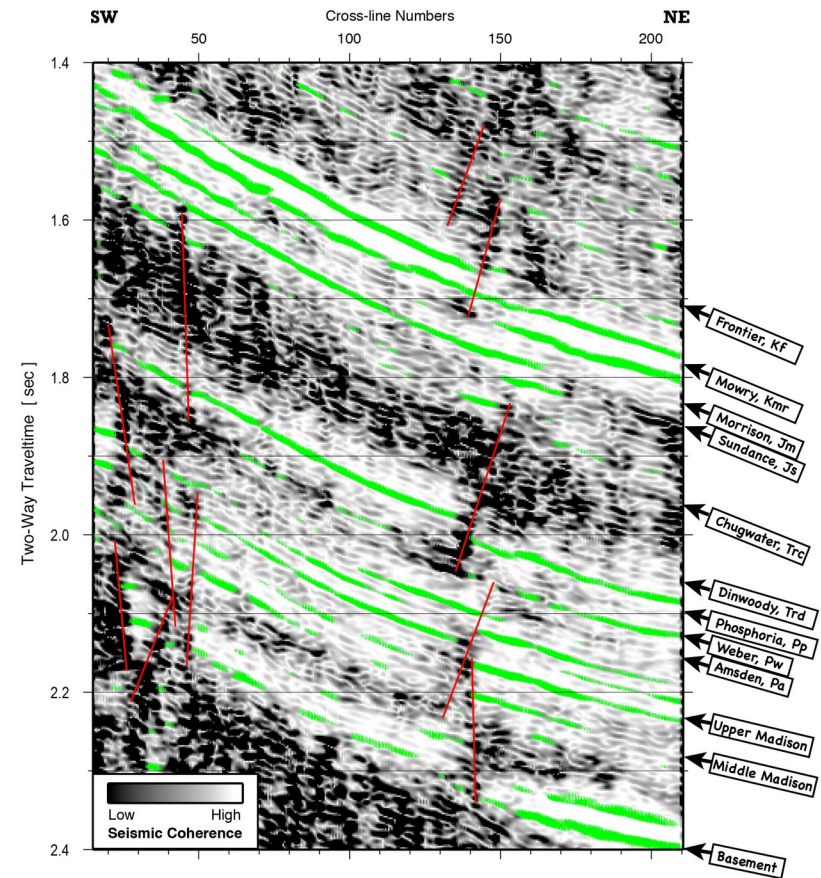 SW
Cross-line Numbers
NE
50
100
150
200
1.4
1.6
1.8
2.0
2.2
2.4
Two-Way Traveltime [ sec ]
Frontier, Kf
Mowry, Kmr
Morrison, Jm
Sundance, Js
Chugwater, Trc
Dinwoody, Trd
Phosphoria, Pp
Weber, Pw
Amsden, Pa
Upper Madison
Middle Madison
Basement
Low
High
Seismic Coherence